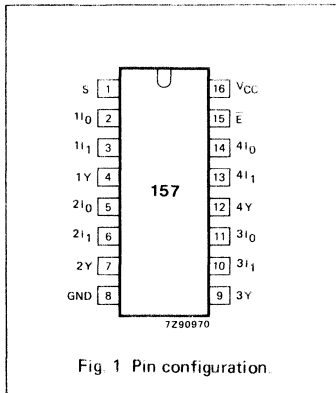 S 1 16 VCC
1I0 2 15 E̅
1I1 3 14 4I0
1Y 4 13 4I1
157
2I0 5 12 4Y
2I1 6 11 3I0
2Y 7 10 3I1
GND 8 9 3Y
7Z90970
Fig. 1 Pin configuration.